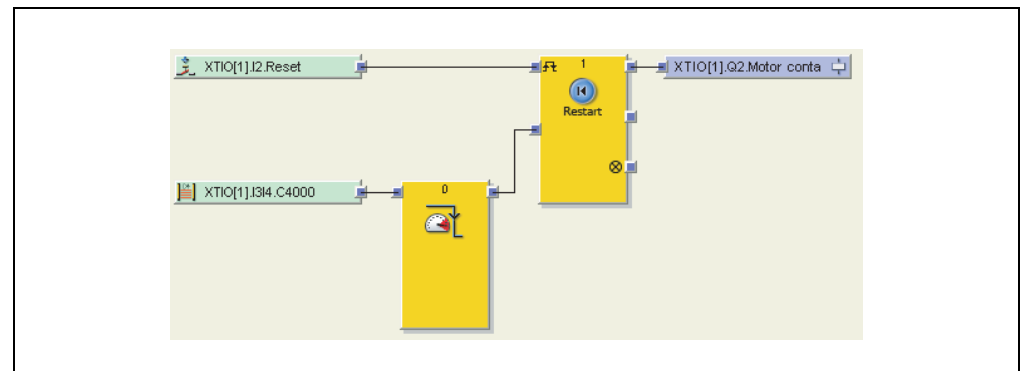 XTIO[1].I2.Reset
1
XTIO[1].Q2.Motor conta
Restart
XTIO[1].I3I4.C4000
0